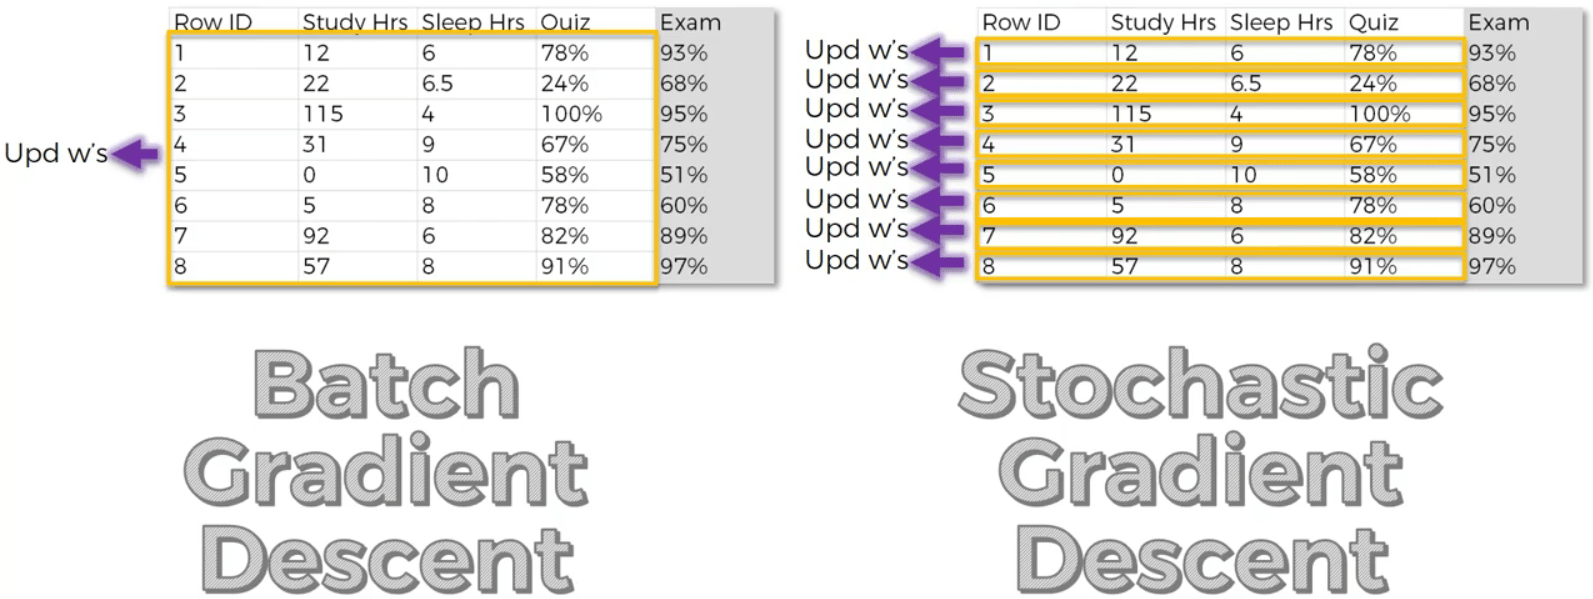 Row ID Study Hrs Sleep Hrs Quiz Exam
1 12 6 78% 93%
2 22 6.5 24% 68%
3 115 4 100% 95%
4 31 9 67% 75%
Upd w's
5 0 10 58% 51%
6 5 8 78% 60%
7 92 6 82% 89%
8 57 8 91% 97%
Batch
Gradient
Descent
Row ID Study Hrs Sleep Hrs Quiz Exam
Upd w's 1 12 6 78% 93%
Upd w's 2 22 6.5 24% 68%
Upd w's 3 115 4 100% 95%
Upd w's 4 31 9 67% 75%
Upd w's 5 0 10 58% 51%
Upd w's 6 5 8 78% 60%
Upd w's 7 92 6 82% 89%
Upd w's 8 57 8 91% 97%
Stochastic
Gradient
Descent